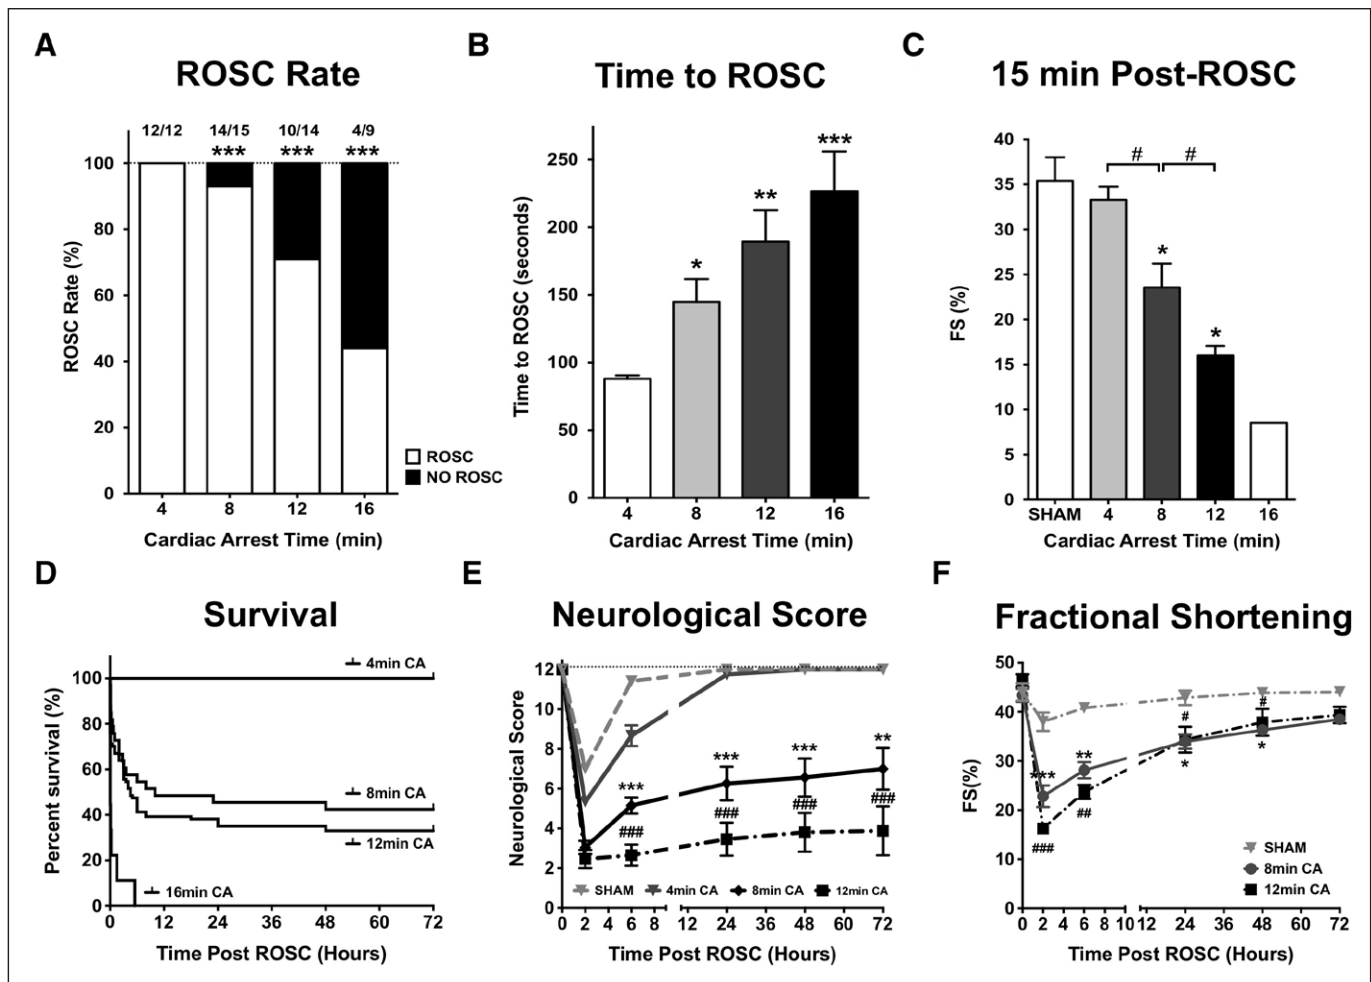 A
ROSC Rate
12/12 14/15 10/14 4/9
*** *** ***
100
80
60
40
20
0
ROSC Rate (%)
4 8 12 16
Cardiac Arrest Time (min)
ROSC
NO ROSC
B
Time to ROSC
250
200
150
100
50
0
Time to ROSC (seconds)
* ** ***
4 8 12 16
Cardiac Arrest Time (min)
C
15 min Post-ROSC
40
35
30
25
20
15
10
5
0
FS (%)
# #
* *
SHAM 4 8 12 16
Cardiac Arrest Time (min)
D
Survival
100
80
60
40
20
0
Percent survival (%)
4min CA
8min CA
12min CA
16min CA
0 12 24 36 48 60 72
Time Post ROSC (Hours)
E
Neurological Score
12
10
8
6
4
2
0
Neurological Score
*** *** *** **
### ### ### ###
SHAM 4min CA 8min CA 12min CA
0 2 4 6 8 12 24 36 48 60 72
Time Post ROSC (Hours)
F
Fractional Shortening
50
40
30
20
10
0
FS(%)
*** ** * *
### ## # #
SHAM
8min CA
12min CA
0 2 4 6 8 10 12 24 36 48 60 72
Time Post ROSC (Hours)